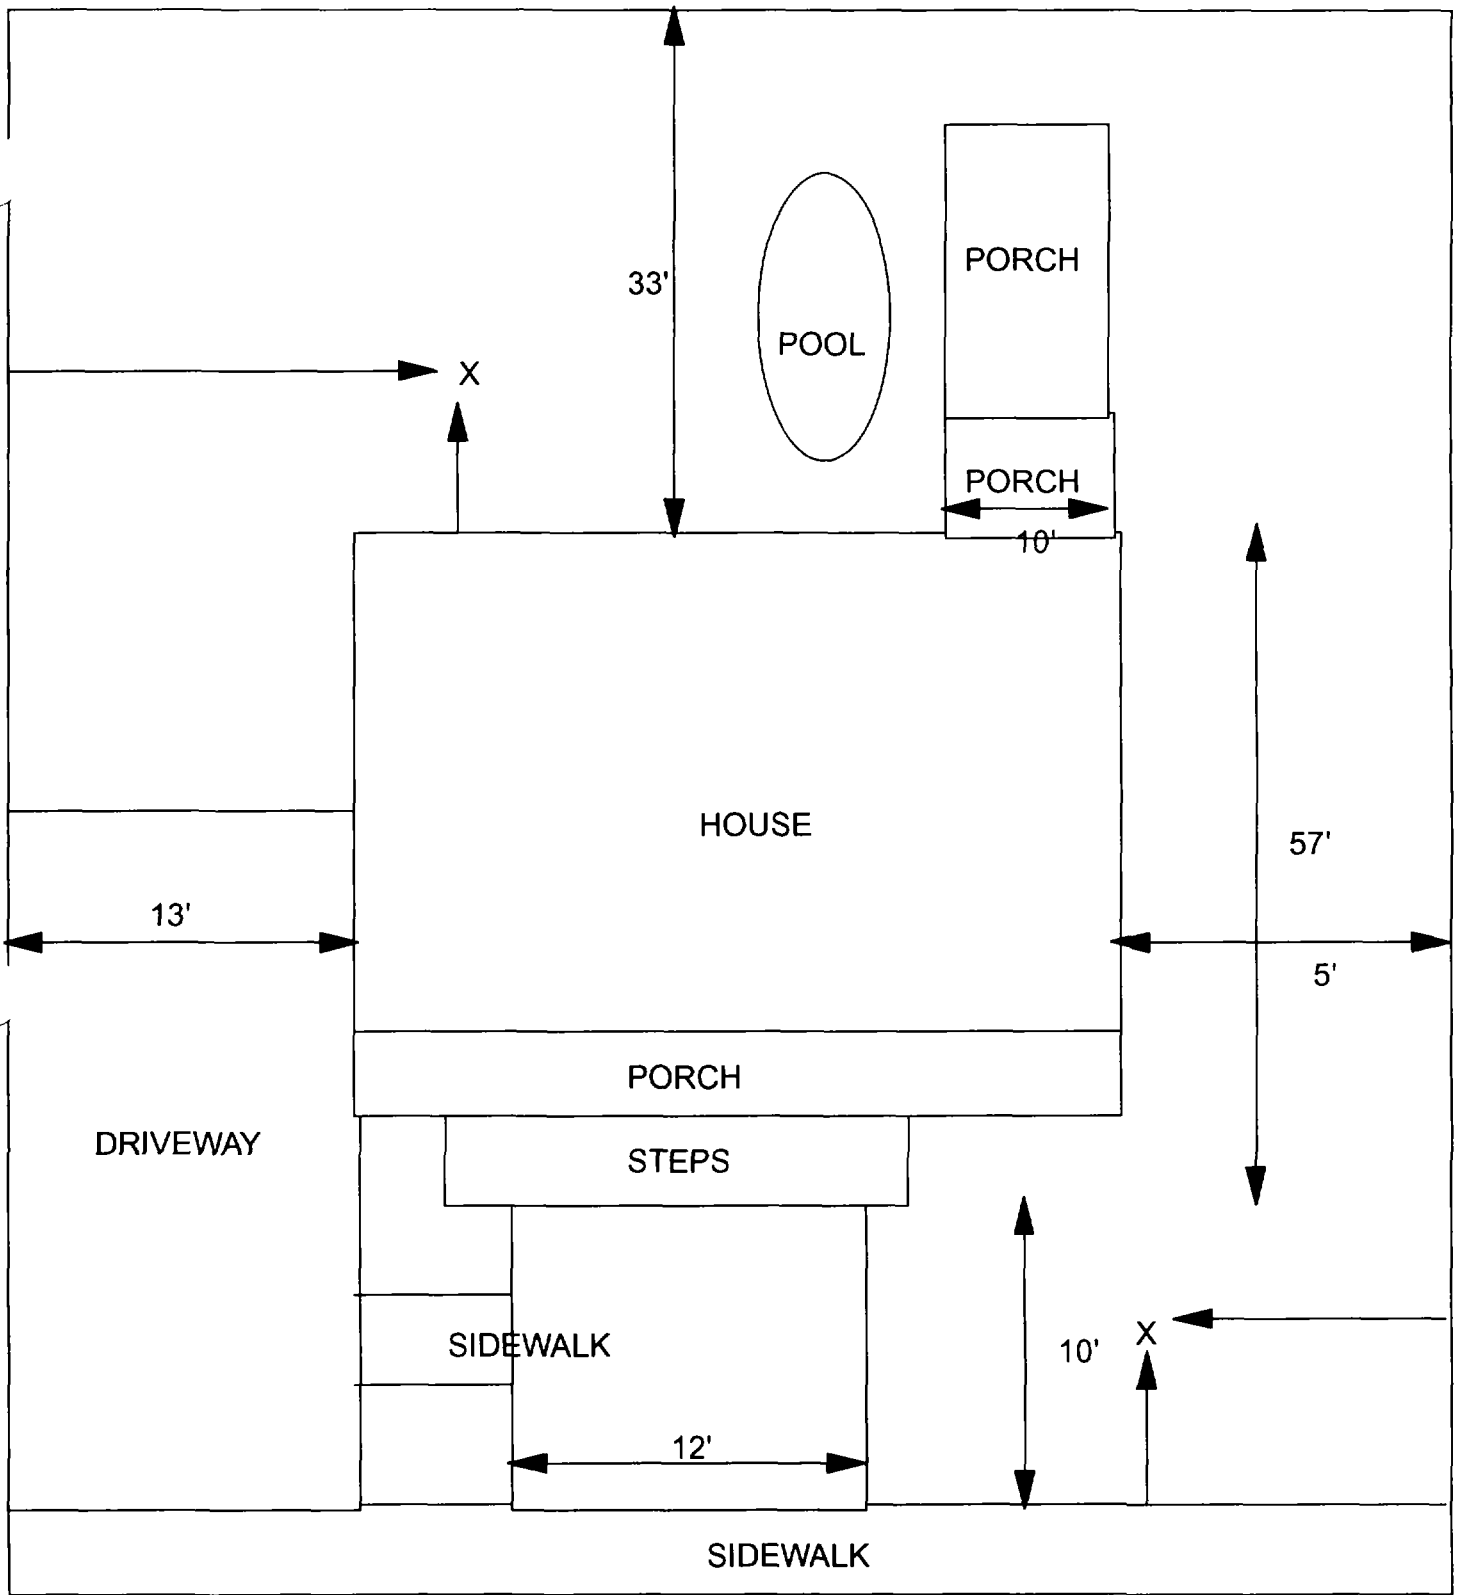 PORCH
33'
POOL
X
PORCH
10'
HOUSE
57'
13'
5'
PORCH
DRIVEWAY
STEPS
X
SIDEWALK
10'
12'
SIDEWALK